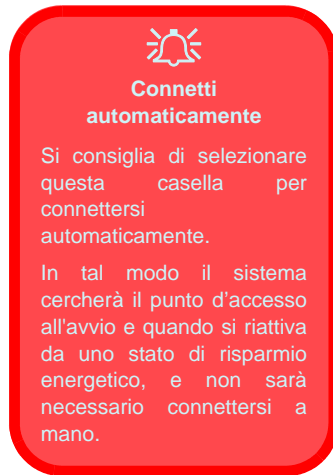 Connetti
automaticamente
Si consiglia di selezionare
questa casella per
connettersi
automaticamente.
In tal modo il sistema
cercherà il punto d’accesso
all'avvio e quando si riattiva
da uno stato di risparmio
energetico, e non sarà
necessario connettersi a
mano.